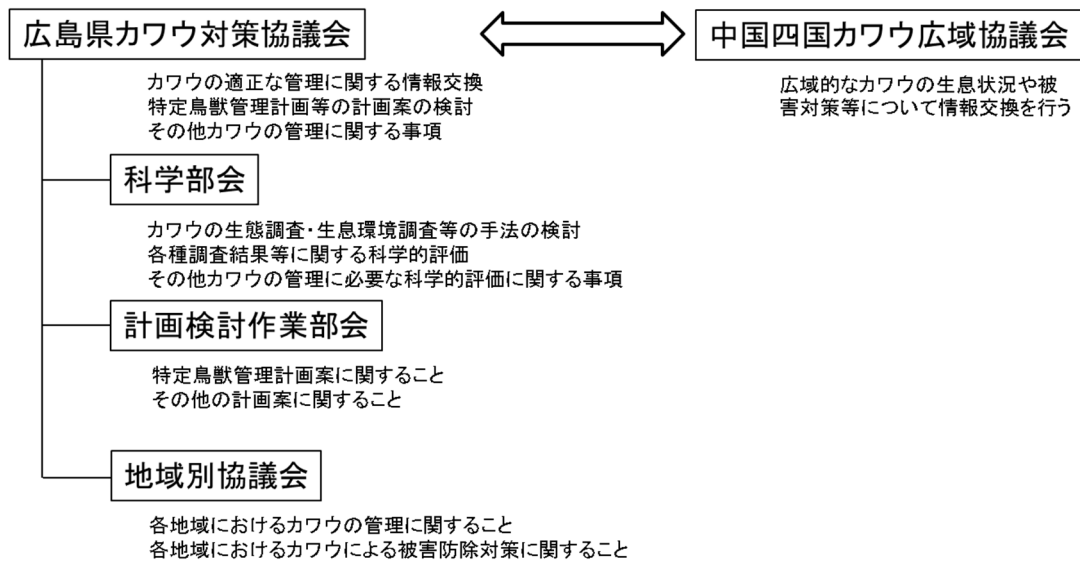 広島県カワウ対策協議会
カワウの適正な管理に関する情報交換
特定鳥獣管理計画等の計画案の検討
その他カワウの管理に関する事項
中国四国カワウ広域協議会
広域的なカワウの生息状況や被
害対策等について情報交換を行う
科学部会
カワウの生態調査・生息環境調査等の手法の検討
各種調査結果等に関する科学的評価
その他カワウの管理に必要な科学的評価に関する事項
計画検討作業部会
特定鳥獣管理計画案に関すること
その他の計画案に関すること
地域別協議会
各地域におけるカワウの管理に関すること
各地域におけるカワウによる被害防除対策に関すること